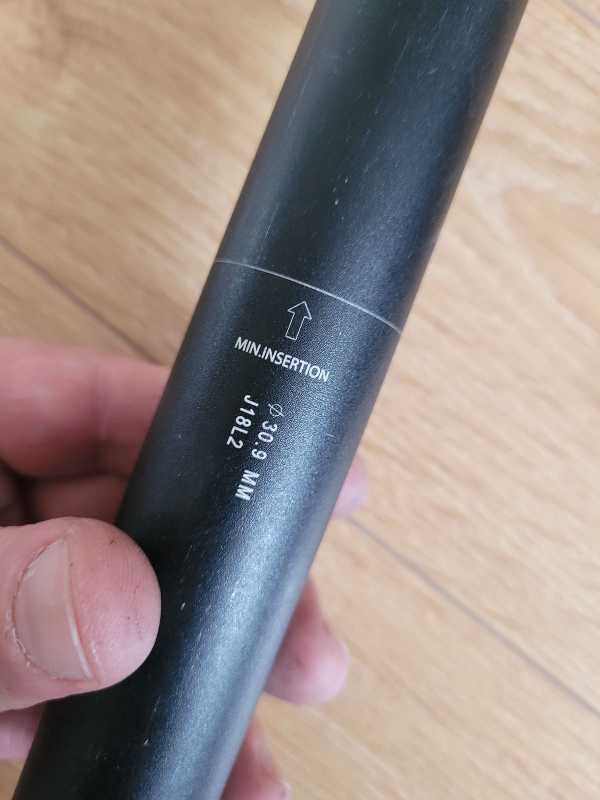 MIN.INSERTION
⌀ 30.9 MM
J18L2